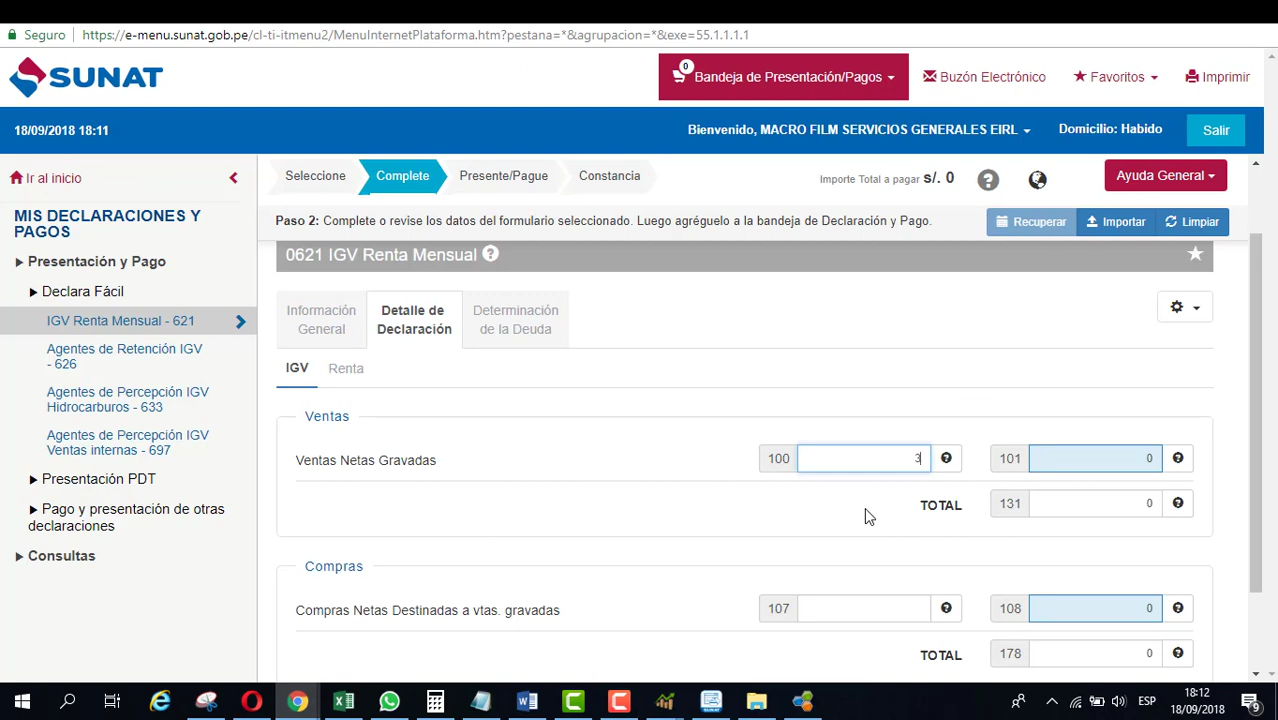 Seguro https://e-menu.sunat.gob.pe/cl-ti-itmenu2/MenuInternetPlataforma.htm?pestana=*&agrupacion=*&exe=55.1.1.1.1
SUNAT
0
Bandeja de Presentación/Pagos
Buzón Electrónico
Favoritos
Imprimir
18/09/2018 18:11
Bienvenido, MACRO FILM SERVICIOS GENERALES EIRL
Domicilio: Habido
Salir
Ir al inicio
MIS DECLARACIONES Y
PAGOS
Presentación y Pago
Declara Fácil
IGV Renta Mensual - 621
Agentes de Retención IGV
- 626
Agentes de Percepción IGV
Hidrocarburos - 633
Agentes de Percepción IGV
Ventas internas - 697
Presentación PDT
Pago y presentación de otras
declaraciones
Consultas
Seleccione
Complete
Presente/Pague
Constancia
Importe Total a pagar s/. 0
Ayuda General
Paso 2: Complete o revise los datos del formulario seleccionado. Luego agréguelo a la bandeja de Declaración y Pago.
Recuperar
Importar
Limpiar
0621 IGV Renta Mensual
Información
General
Detalle de
Declaración
Determinación
de la Deuda
IGV
Renta
Ventas
Ventas Netas Gravadas 100 3 101 0
TOTAL 131 0
Compras
Compras Netas Destinadas a vtas. gravadas 107 108 0
TOTAL 178 0
ESP
18:12
18/09/2018
9